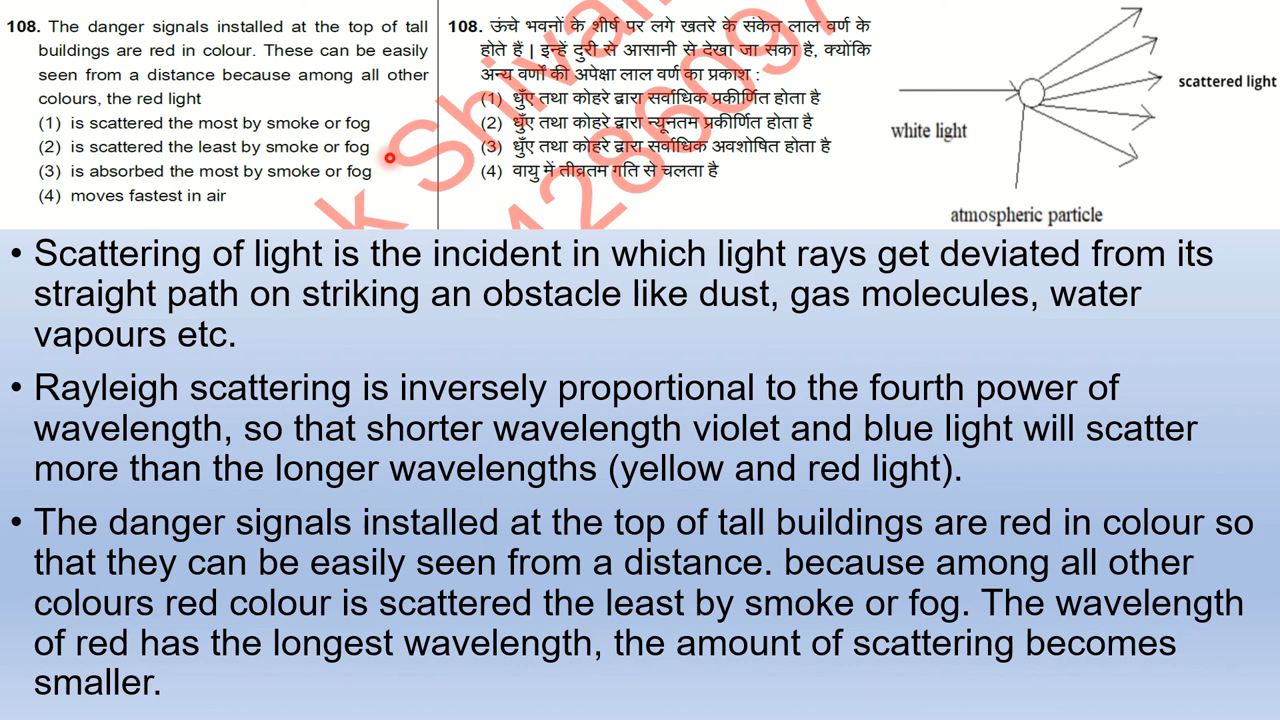 108. The danger signals installed at the top of tall
buildings are red in colour. These can be easily
seen from a distance because among all other
colours, the red light
(1) is scattered the most by smoke or fog
(2) is scattered the least by smoke or fog
(3) is absorbed the most by smoke or fog
(4) moves fastest in air
108. ऊंचे भवनों के शीर्ष पर लगे खतरे के संकेत लाल वर्ण के
होते हैं | इन्हें दुरी से आसानी से देखा जा सका है, क्योंकि
अन्य वर्णों की अपेक्षा लाल वर्ण का प्रकाश :
(1) धुँए तथा कोहरे द्वारा सर्वाधिक प्रकीर्णित होता है
(2) धुँए तथा कोहरे द्वारा न्यूनतम प्रकीर्णित होता है
(3) धुँए तथा कोहरे द्वारा सर्वाधिक अवशोषित होता है
(4) वायु में तीव्रतम गति से चलता है
scattered light
white light
atmospheric particle
• Scattering of light is the incident in which light rays get deviated from its
straight path on striking an obstacle like dust, gas molecules, water
vapours etc.
• Rayleigh scattering is inversely proportional to the fourth power of
wavelength, so that shorter wavelength violet and blue light will scatter
more than the longer wavelengths (yellow and red light).
• The danger signals installed at the top of tall buildings are red in colour so
that they can be easily seen from a distance. because among all other
colours red colour is scattered the least by smoke or fog. The wavelength
of red has the longest wavelength, the amount of scattering becomes
smaller.